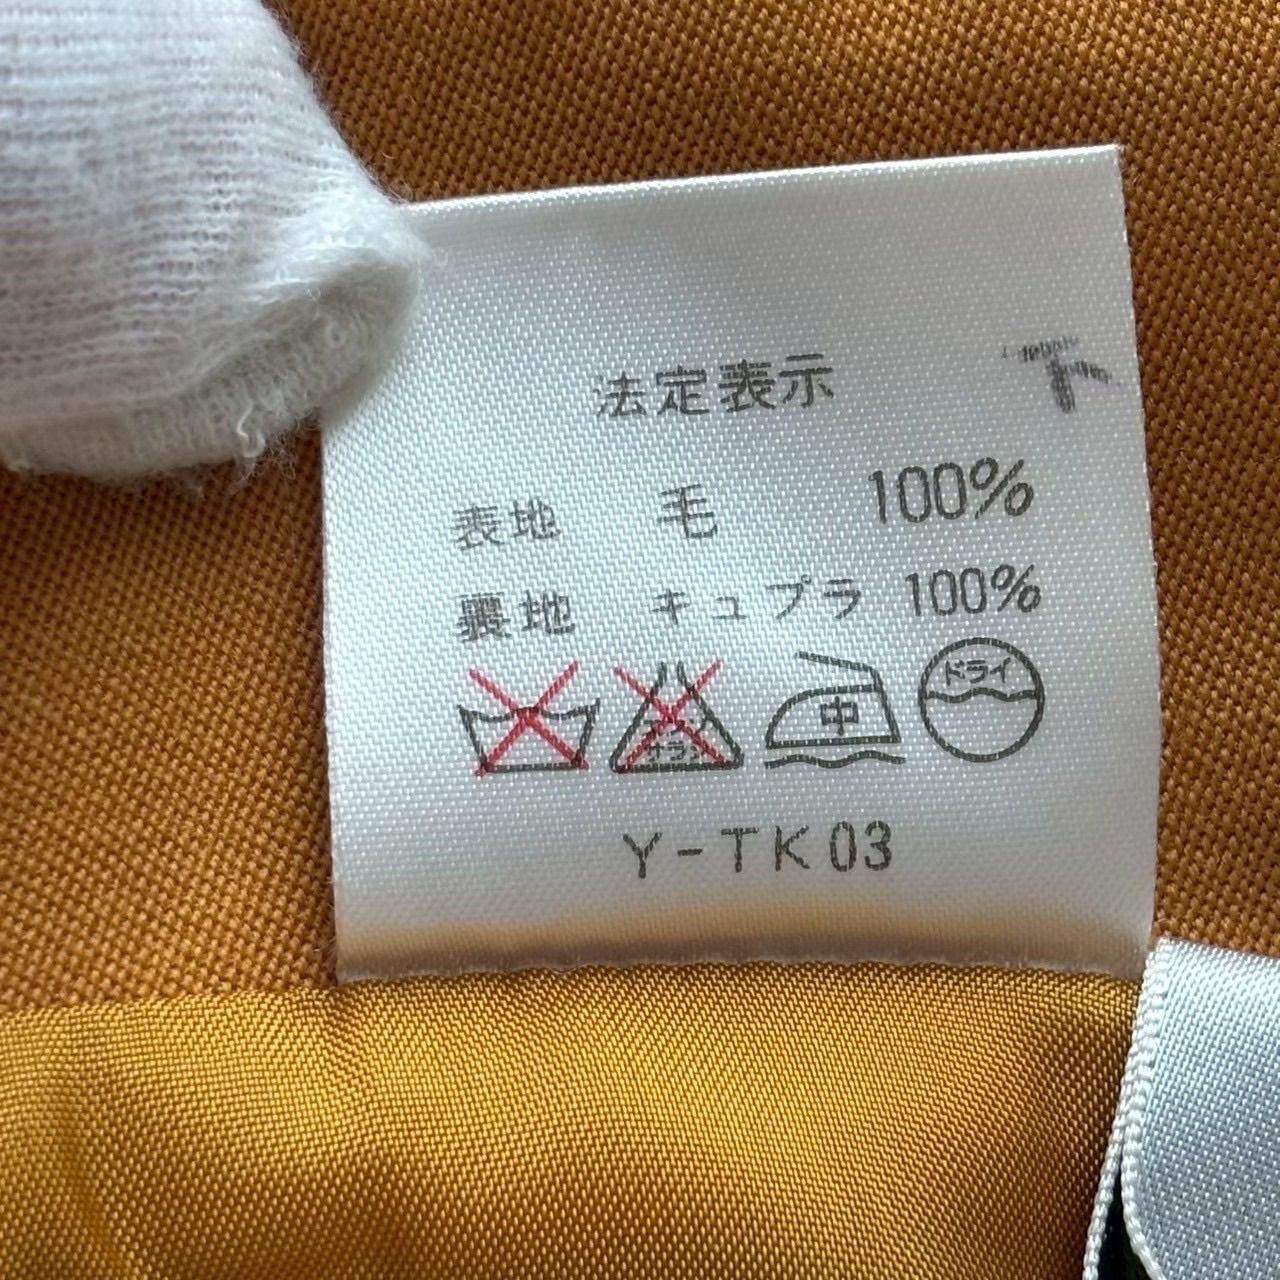 法定表示
下
表地 毛 100%
裏地 キュプラ 100%
中 ドライ
Y-TK03